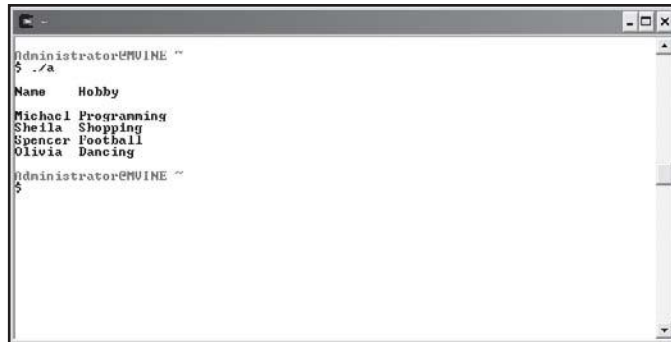 Administrator@MVINE ~
$ ./a
Name Hobby
Michael Programming
Sheila Shopping
Spencer Football
Olivia Dancing
Administrator@MVINE ~
$